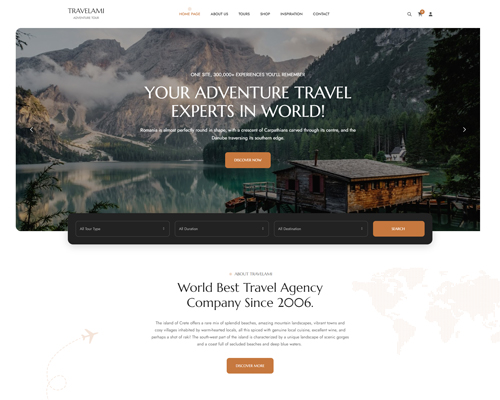 TRAVELAMI
ADVENTURE TOUR
HOME PAGE
ABOUT US
TOURS
SHOP
INSPIRATION
CONTACT
ONE SITE, 300,000+ EXPERIENCES YOU'LL REMEMBER
YOUR ADVENTURE TRAVEL
EXPERTS IN WORLD!
Romania is almost perfectly round in shape, with a crescent of Carpathians carved through its centre, and the
Danube traversing its southern edge.
DISCOVER NOW
All Tour Type
All Duration
All Destination
SEARCH
ABOUT TRAVELAMI
World Best Travel Agency
Company Since 2006.
The island of Crete offers a rare mix of splendid beaches, amazing mountain landscapes, vibrant towns and
cosy villages inhabited by warm-hearted locals, all this spiced with genuine local cuisine, excellent wine, and
perhaps a shot of raki! The south-west part of the island is characterized by a unique landscape of scenic gorges
and a coast full of secluded beaches and deep blue waters.
DISCOVER MORE